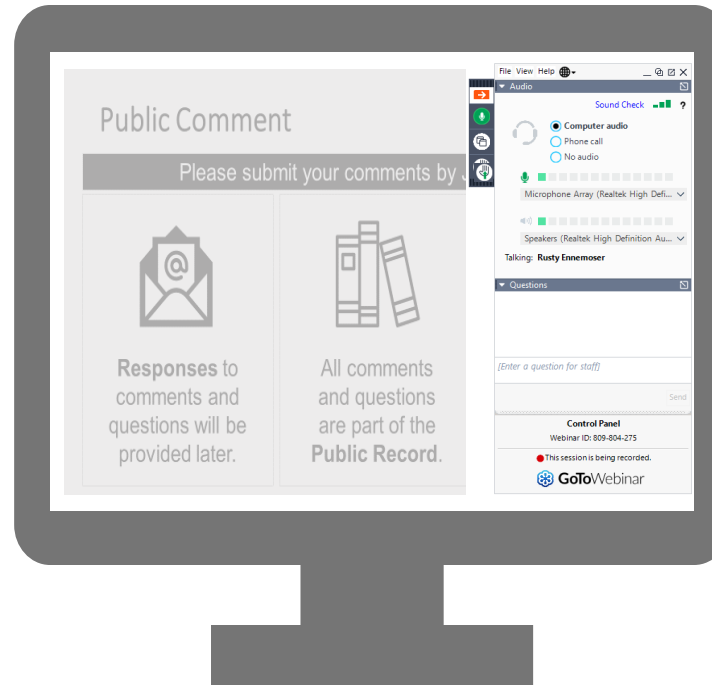 Public Comment
Please submit your comments by
@
Responses to
comments and
questions will be
provided later.
All comments
and questions
are part of the
Public Record.
File View Help
Audio
Sound Check
?
Computer audio
Phone call
No audio
Microphone Array (Realtek High Defi...
Speakers (Realtek High Definition Au...
Talking: Rusty Ennemoser
Questions
[Enter a question for staff]
Send
Control Panel
Webinar ID: 809-804-275
This session is being recorded.
GoToWebinar